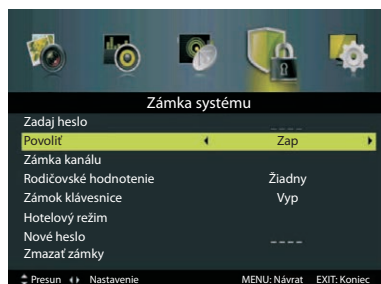 Zámka systému
Zadaj heslo _ _ _ _
Povoliť Zap
Zámka kanálu
Rodičovské hodnotenie Žiadny
Zámok klávesnice Vyp
Hotelový režim
Nové heslo _ _ _ _
Zmazať zámky
Presun Nastavenie MENU: Návrat EXIT: Koniec